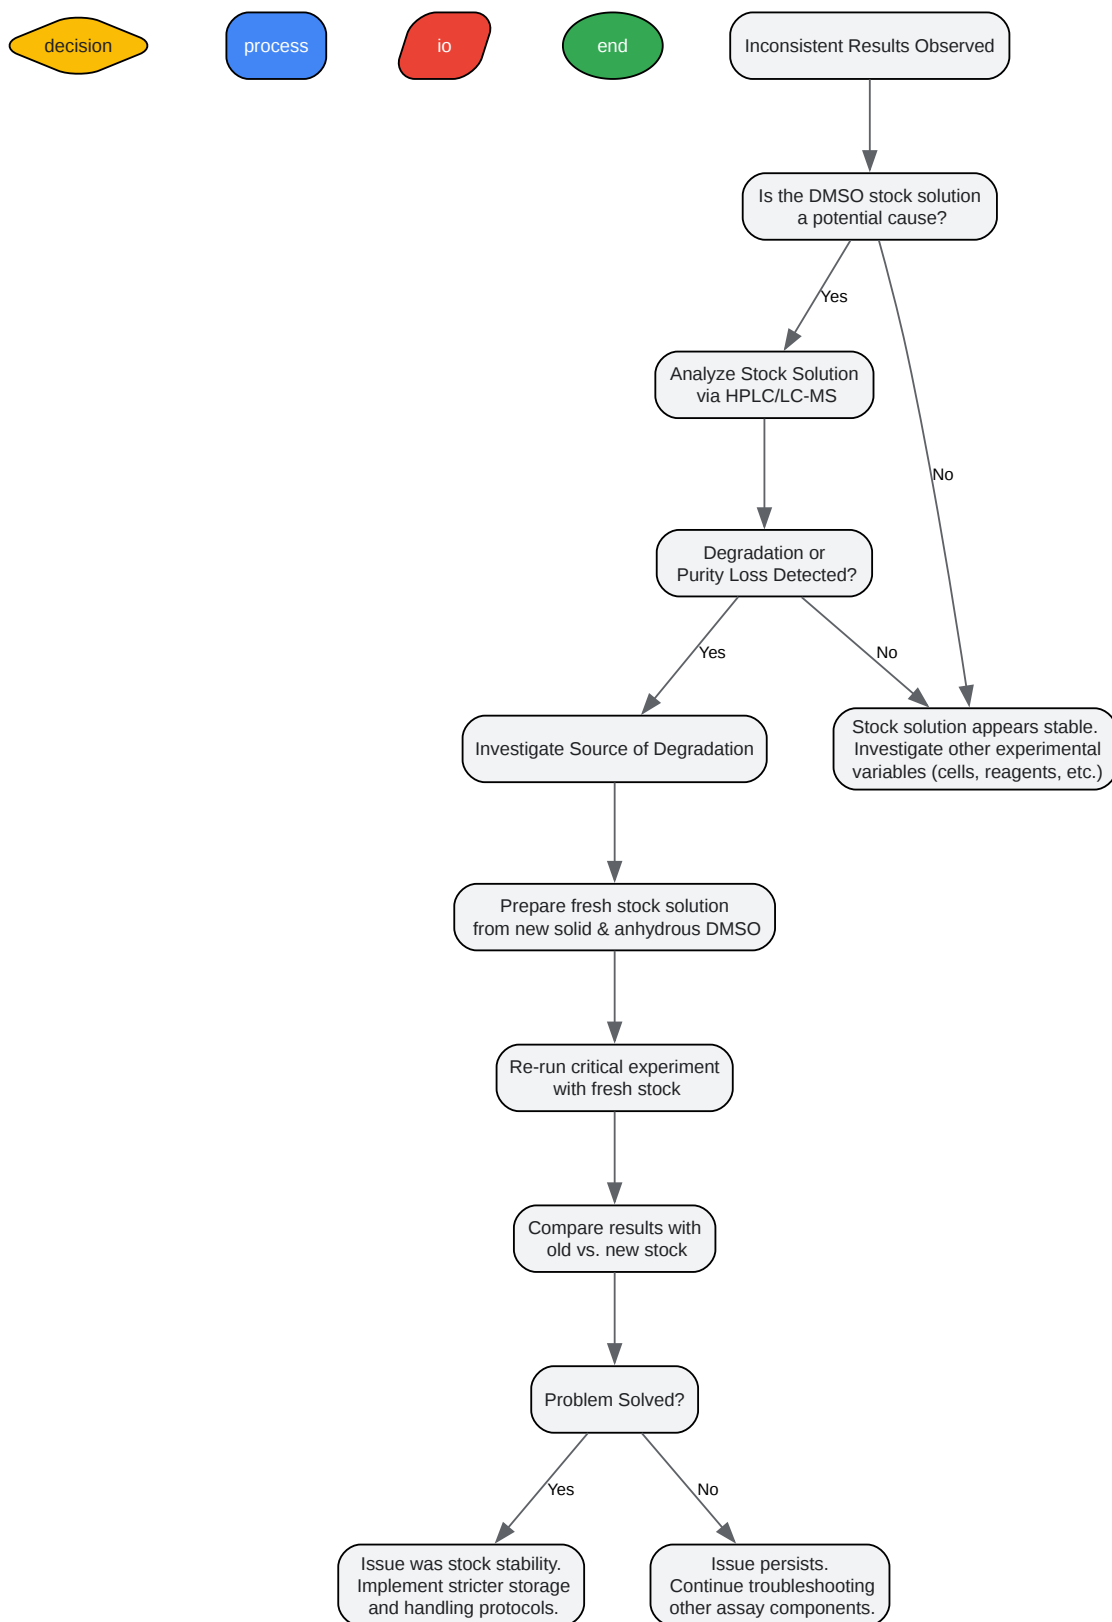 decision
process
io
end
Inconsistent Results Observed
Is the DMSO stock solution
a potential cause?
Yes
Analyze Stock Solution
via HPLC/LC-MS
No
Degradation or
Purity Loss Detected?
Yes
No
Investigate Source of Degradation
Stock solution appears stable.
Investigate other experimental
variables (cells, reagents, etc.)
Prepare fresh stock solution
from new solid & anhydrous DMSO
Re-run critical experiment
with fresh stock
Compare results with
old vs. new stock
Problem Solved?
Yes
No
Issue was stock stability.
Implement stricter storage
and handling protocols.
Issue persists.
Continue troubleshooting
other assay components.